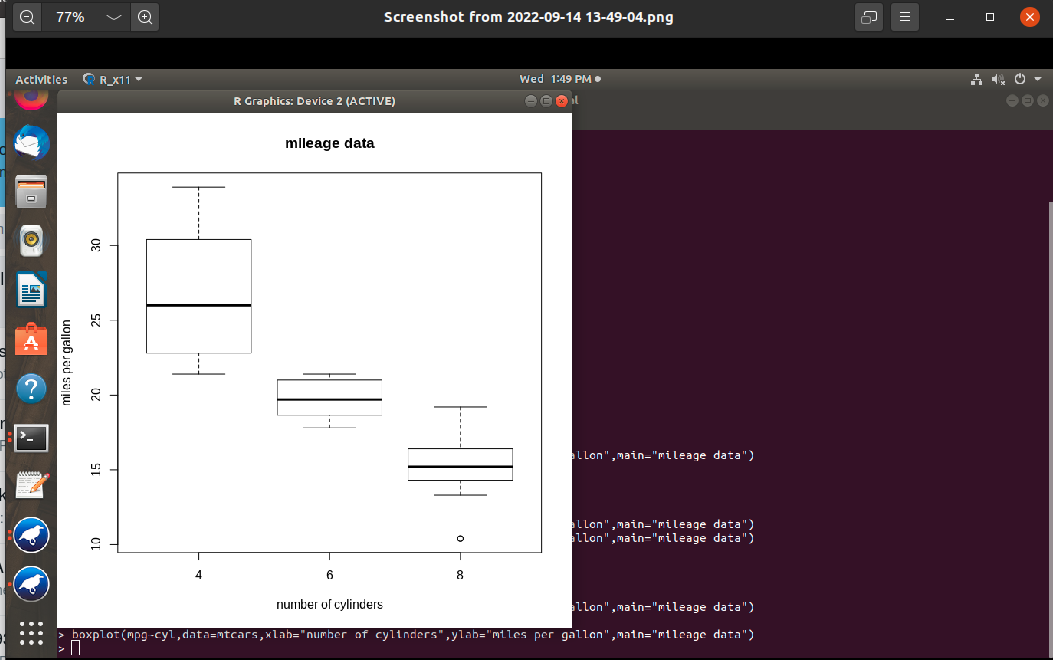 77%
Screenshot from 2022-09-14 13-49-04.png
Activities
R_x11
Wed 1:49 PM
R Graphics: Device 2 (ACTIVE)
mileage data
30
25
20
15
10
miles per gallon
4
6
8
number of cylinders
allon",main="mileage data")
allon",main="mileage data")
allon",main="mileage data")
allon",main="mileage data")
> boxplot(mpg~cyl,data=mtcars,xlab="number of cylinders",ylab="miles per gallon",main="mileage data")
>